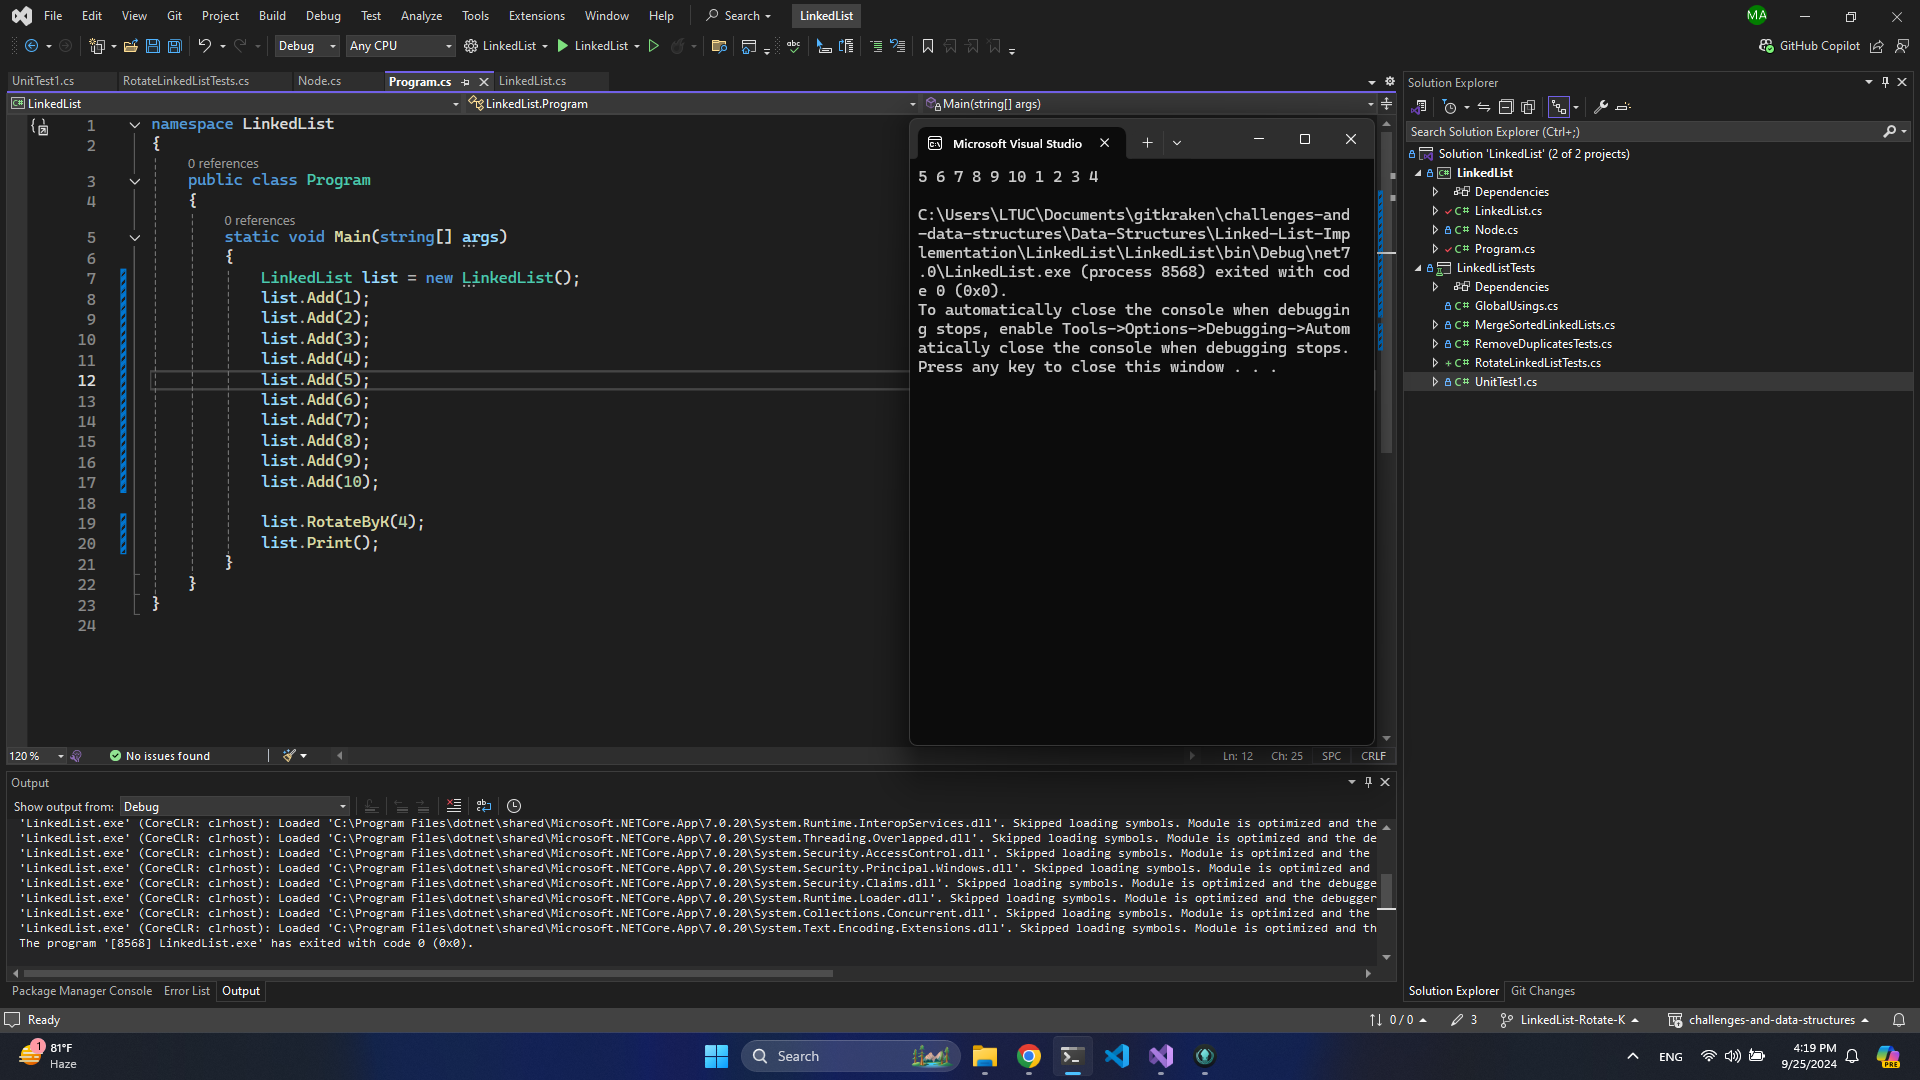 File Edit View Git Project Build Debug Test Analyze Tools Extensions Window Help Search LinkedList MA
Debug Any CPU LinkedList LinkedList GitHub Copilot
UnitTest1.cs RotateLinkedListTests.cs Node.cs Program.cs LinkedList.cs
LinkedList LinkedList.Program Main(string[] args)
1 namespace LinkedList
2 {
0 references
3 public class Program
4 {
0 references
5 static void Main(string[] args)
6 {
7 LinkedList list = new LinkedList();
8 list.Add(1);
9 list.Add(2);
10 list.Add(3);
11 list.Add(4);
12 list.Add(5);
13 list.Add(6);
14 list.Add(7);
15 list.Add(8);
16 list.Add(9);
17 list.Add(10);
18
19 list.RotateByK(4);
20 list.Print();
21 }
22 }
23 }
24
Microsoft Visual Studio
5 6 7 8 9 10 1 2 3 4
C:\Users\LTUC\Documents\gitkraken\challenges-and
-data-structures\Data-Structures\Linked-List-Imp
lementation\LinkedList\LinkedList\bin\Debug\net7
.0\LinkedList.exe (process 8568) exited with cod
e 0 (0x0).
To automatically close the console when debuggin
g stops, enable Tools->Options->Debugging->Autom
atically close the console when debugging stops.
Press any key to close this window . . .
Solution Explorer
Search Solution Explorer (Ctrl+;)
Solution 'LinkedList' (2 of 2 projects)
LinkedList
Dependencies
C# LinkedList.cs
C# Node.cs
C# Program.cs
LinkedListTests
Dependencies
C# GlobalUsings.cs
C# MergeSortedLinkedLists.cs
C# RemoveDuplicatesTests.cs
+ C# RotateLinkedListTests.cs
C# UnitTest1.cs
120 % No issues found Ln: 12 Ch: 25 SPC CRLF
Output
Show output from: Debug
'LinkedList.exe' (CoreCLR: clrhost): Loaded 'C:\Program Files\dotnet\shared\Microsoft.NETCore.App\7.0.20\System.Runtime.InteropServices.dll'. Skipped loading symbols. Module is optimized and the
'LinkedList.exe' (CoreCLR: clrhost): Loaded 'C:\Program Files\dotnet\shared\Microsoft.NETCore.App\7.0.20\System.Threading.Overlapped.dll'. Skipped loading symbols. Module is optimized and the de
'LinkedList.exe' (CoreCLR: clrhost): Loaded 'C:\Program Files\dotnet\shared\Microsoft.NETCore.App\7.0.20\System.Security.AccessControl.dll'. Skipped loading symbols. Module is optimized and the
'LinkedList.exe' (CoreCLR: clrhost): Loaded 'C:\Program Files\dotnet\shared\Microsoft.NETCore.App\7.0.20\System.Security.Principal.Windows.dll'. Skipped loading symbols. Module is optimized and
'LinkedList.exe' (CoreCLR: clrhost): Loaded 'C:\Program Files\dotnet\shared\Microsoft.NETCore.App\7.0.20\System.Security.Claims.dll'. Skipped loading symbols. Module is optimized and the debugge
'LinkedList.exe' (CoreCLR: clrhost): Loaded 'C:\Program Files\dotnet\shared\Microsoft.NETCore.App\7.0.20\System.Runtime.Loader.dll'. Skipped loading symbols. Module is optimized and the debugger
'LinkedList.exe' (CoreCLR: clrhost): Loaded 'C:\Program Files\dotnet\shared\Microsoft.NETCore.App\7.0.20\System.Collections.Concurrent.dll'. Skipped loading symbols. Module is optimized and the
'LinkedList.exe' (CoreCLR: clrhost): Loaded 'C:\Program Files\dotnet\shared\Microsoft.NETCore.App\7.0.20\System.Text.Encoding.Extensions.dll'. Skipped loading symbols. Module is optimized and th
The program '[8568] LinkedList.exe' has exited with code 0 (0x0).
Package Manager Console Error List Output Solution Explorer Git Changes
Ready 0 / 0 3 LinkedList-Rotate-K challenges-and-data-structures
1 81°F Search ENG 4:19 PM
Haze 9/25/2024 PRE